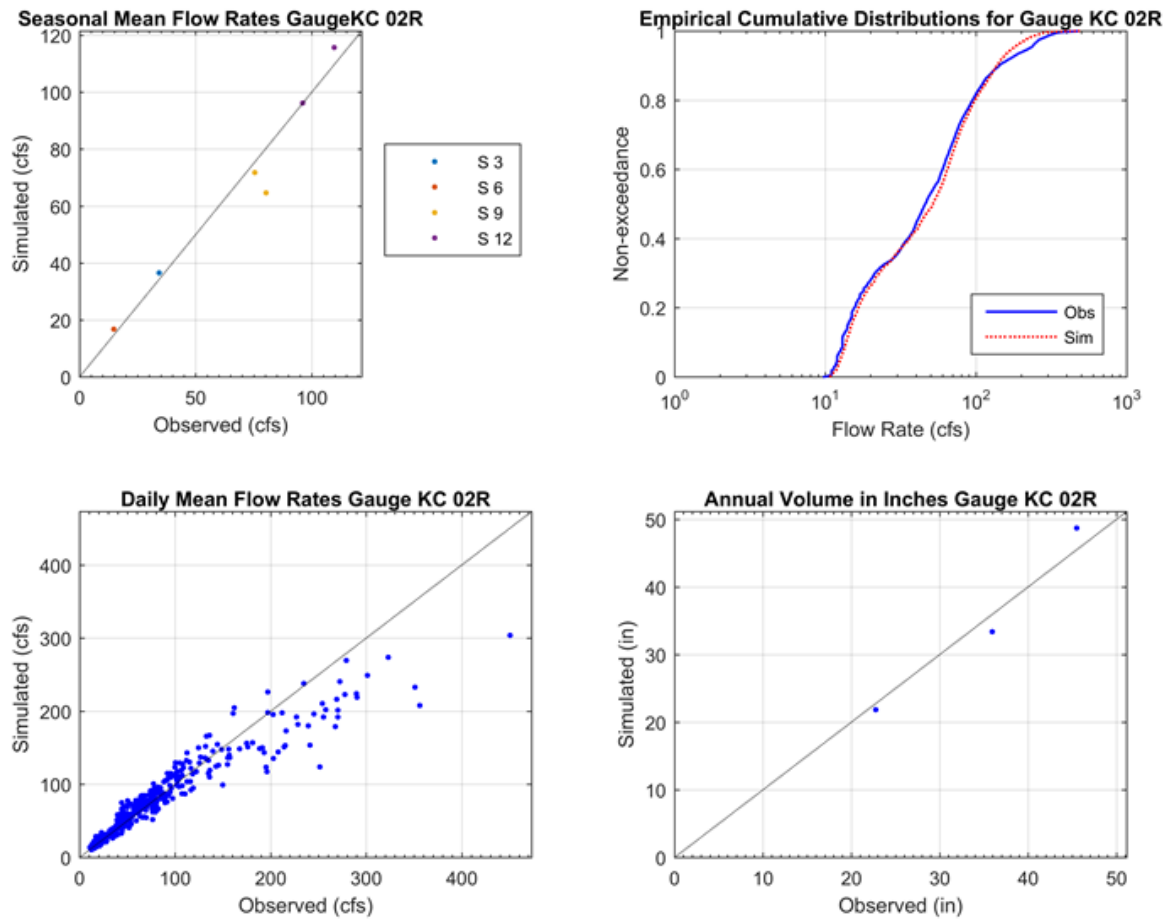 Seasonal Mean Flow Rates GaugeKC 02R
120
100
80
60
40
20
0
Simulated (cfs)
0 50 100
Observed (cfs)
S 3
S 6
S 9
S 12
Empirical Cumulative Distributions for Gauge KC 02R
1
0.8
0.6
0.4
0.2
0
Non-exceedance
Obs
Sim
10^0 10^1 10^2 10^3
Flow Rate (cfs)
Daily Mean Flow Rates Gauge KC 02R
400
300
200
100
0
Simulated (cfs)
0 100 200 300 400
Observed (cfs)
Annual Volume in Inches Gauge KC 02R
50
40
30
20
10
0
Simulated (in)
0 10 20 30 40 50
Observed (in)